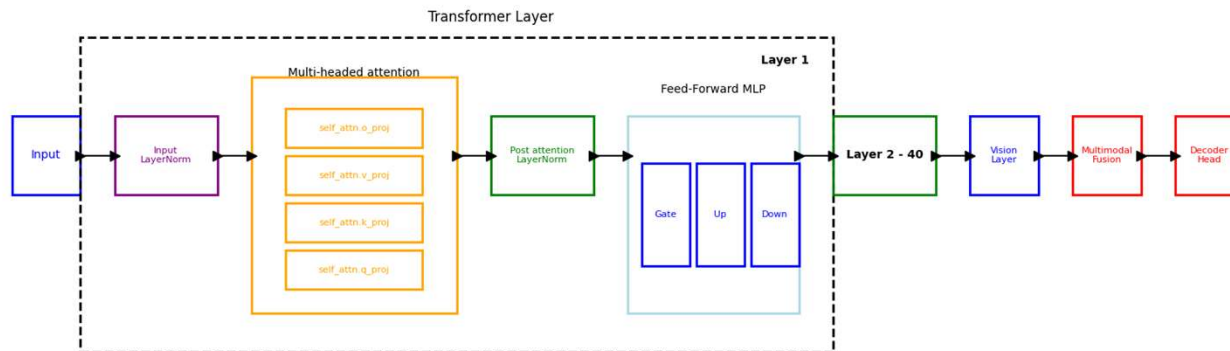 Transformer Layer
Layer 1
Multi-headed attention
Feed-Forward MLP
Input
Input
LayerNorm
self_attn.o_proj
self_attn.v_proj
self_attn.k_proj
self_attn.q_proj
Post attention
LayerNorm
Gate
Up
Down
Layer 2 - 40
Vision
Layer
Multimodal
Fusion
Decoder
Head